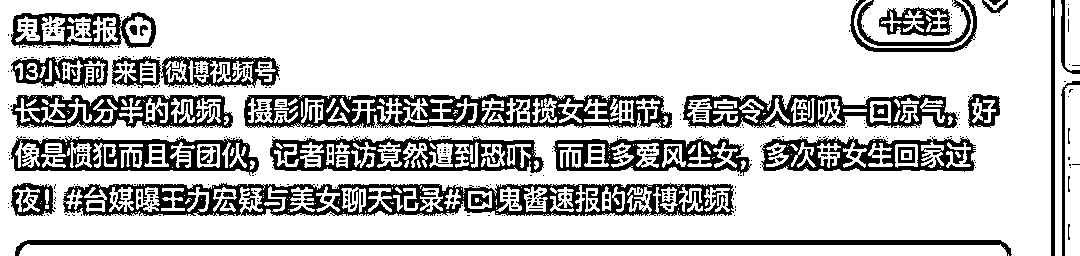 鬼酱速报
+关注
13小时前 来自 微博视频号
长达九分半的视频，摄影师公开讲述王力宏招揽女生细节，看完令人倒吸一口凉气，好
像是惯犯而且有团伙，记者暗访竟然遭到恐吓，而且多爱风尘女，多次带女生回家过
夜！#台媒曝王力宏疑与美女聊天记录# 鬼酱速报的微博视频